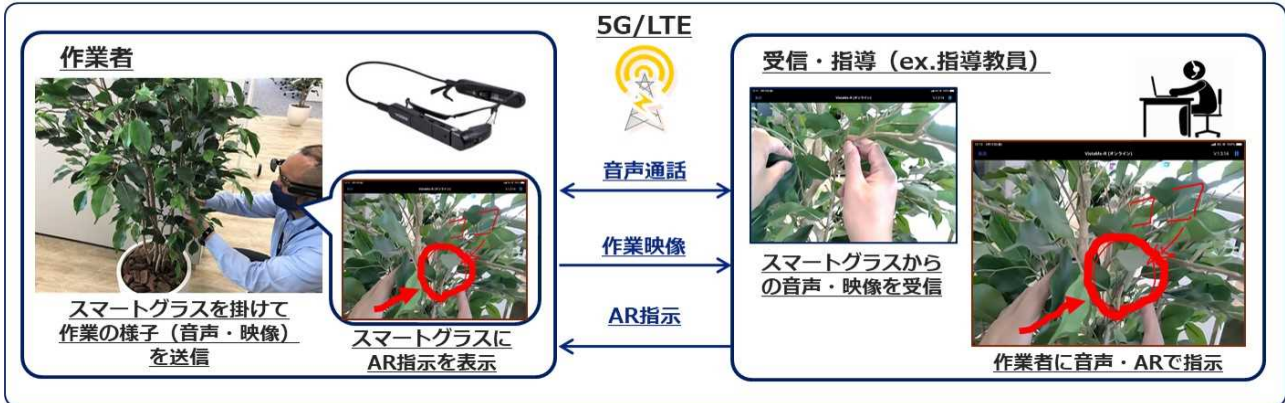 5G/LTE
作業者
スマートグラスを掛けて
作業の様子（音声・映像）
を送信
スマートグラスに
AR指示を表示
音声通話
作業映像
AR指示
受信・指導（ex.指導教員）
スマートグラスから
の音声・映像を受信
作業者に音声・ARで指示